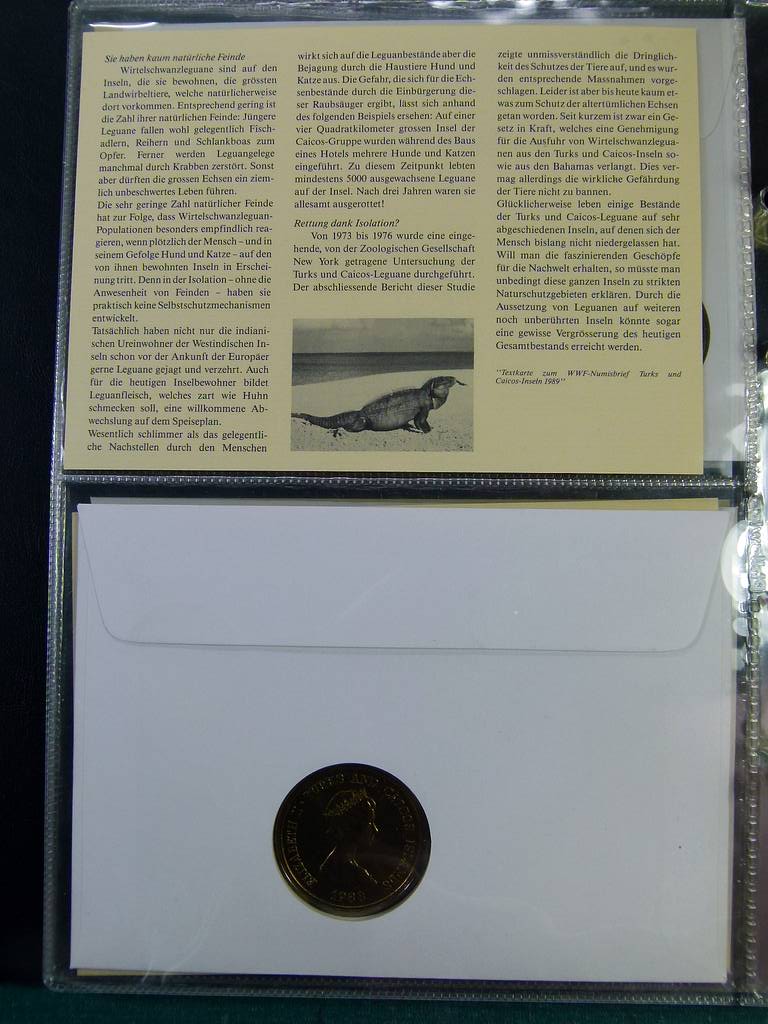 Sie haben kaum natürliche Feinde
Wirtelschwanzleguane sind auf den
Inseln, die sie bewohnen, die grössten
Landwirbeltiere, welche natürlicherweise
dort vorkommen. Entsprechend gering ist
die Zahl ihrer natürlichen Feinde: Jüngere
Leguane fallen wohl gelegentlich Fisch-
adlern, Reihern und Schlankboas zum
Opfer. Ferner werden Leguangelege
manchmal durch Krabben zerstört. Sonst
aber dürften die grossen Echsen ein ziem-
lich unbeschwertes Leben führen.
Die sehr geringe Zahl natürlicher Feinde
hat zur Folge, dass Wirtelschwanzleguan-
Populationen besonders empfindlich rea-
gieren, wenn plötzlich der Mensch – und in
seinem Gefolge Hund und Katze – auf den
von ihnen bewohnten Inseln in Erschei-
nung tritt. Denn in der Isolation – ohne die
Anwesenheit von Feinden – haben sie
praktisch keine Selbstschutzmechanismen
entwickelt.
Tatsächlich haben nicht nur die indiani-
schen Ureinwohner der Westindischen In-
seln schon vor der Ankunft der Europäer
gerne Leguane gejagt und verzehrt. Auch
für die heutigen Inselbewohner bildet
Leguanfleisch, welches zart wie Huhn
schmecken soll, eine willkommene Ab-
wechslung auf dem Speiseplan.
Wesentlich schlimmer als das gelegentli-
che Nachstellen durch den Menschen
wirkt sich auf die Leguanbestände aber die
Bejagung durch die Haustiere Hund und
Katze aus. Die Gefahr, die sich für die Ech-
senbestände durch die Einbürgerung die-
ser Raubsäuger ergibt, lässt sich anhand
des folgenden Beispiels ersehen: Auf einer
vier Quadratkilometer grossen Insel der
Caicos-Gruppe wurden während des Baus
eines Hotels mehrere Hunde und Katzen
eingeführt. Zu diesem Zeitpunkt lebten
mindestens 5000 ausgewachsene Leguane
auf der Insel. Nach drei Jahren waren sie
allesamt ausgerottet!
Rettung dank Isolation?
Von 1973 bis 1976 wurde eine einge-
hende, von der Zoologischen Gesellschaft
New York getragene Untersuchung der
Turks und Caicos-Leguane durchgeführt.
Der abschliessende Bericht dieser Studie
zeigte unmissverständlich die Dringlich-
keit des Schutzes der Tiere auf, und es wur-
den entsprechende Massnahmen vorge-
schlagen. Leider ist aber bis heute kaum et-
was zum Schutz der altertümlichen Echsen
getan worden. Seit kurzem ist zwar ein Ge-
setz in Kraft, welches eine Genehmigung
für die Ausfuhr von Wirtelschwanzlegua-
nen aus den Turks und Caicos-Inseln so-
wie aus den Bahamas verlangt. Dies ver-
mag allerdings die wirkliche Gefährdung
der Tiere nicht zu bannen.
Glücklicherweise leben einige Bestände
der Turks und Caicos-Leguane auf sehr
abgeschiedenen Inseln, auf denen sich der
Mensch bislang nicht niedergelassen hat.
Will man die faszinierenden Geschöpfe
für die Nachwelt erhalten, so müsste man
unbedingt diese ganzen Inseln zu strikten
Naturschutzgebieten erklären. Durch die
Aussetzung von Leguanen auf weiteren
noch unberührten Inseln könnte sogar
eine gewisse Vergrösserung des heutigen
Gesamtbestands erreicht werden.
"Textkarte zum WWF-Numisbrief Turks und
Caicos-Inseln 1989"
ELIZABETH II TURKS AND CAICOS ISLANDS
1988